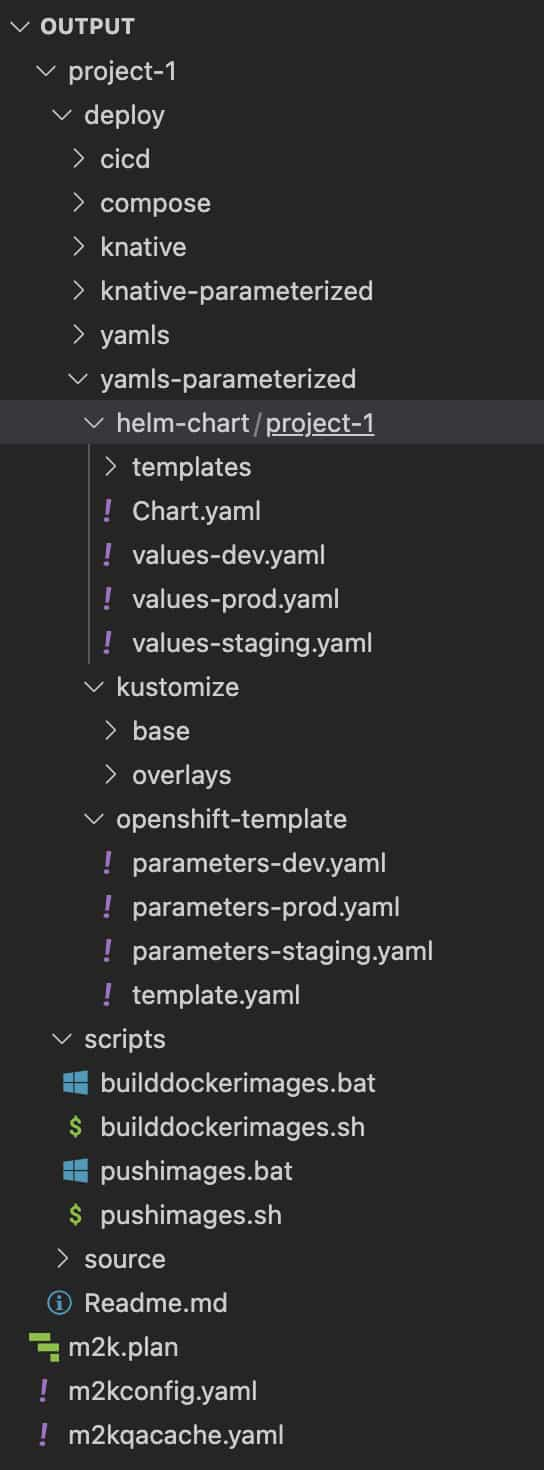 OUTPUT
project-1
deploy
cicd
compose
knative
knative-parameterized
yamls
yamls-parameterized
helm-chart/project-1
templates
! Chart.yaml
! values-dev.yaml
! values-prod.yaml
! values-staging.yaml
kustomize
base
overlays
openshift-template
! parameters-dev.yaml
! parameters-prod.yaml
! parameters-staging.yaml
! template.yaml
scripts
builddockerimages.bat
$ builddockerimages.sh
pushimages.bat
$ pushimages.sh
source
Readme.md
m2k.plan
! m2kconfig.yaml
! m2kqacache.yaml